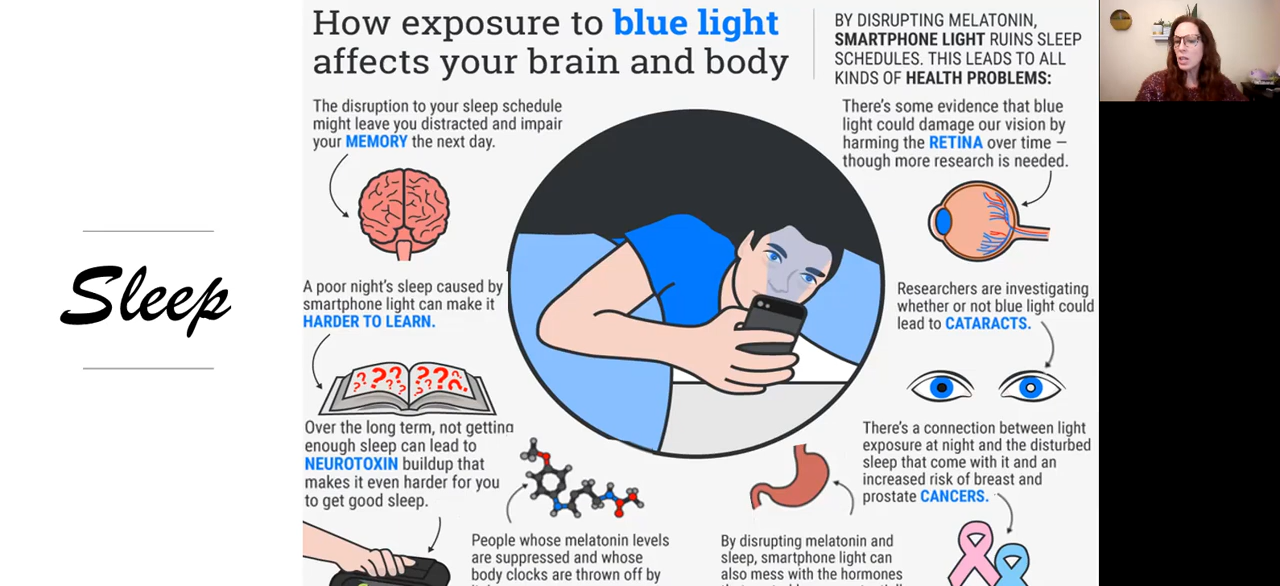 Sleep
How exposure to blue light
affects your brain and body
BY DISRUPTING MELATONIN,
SMARTPHONE LIGHT RUINS SLEEP
SCHEDULES. THIS LEADS TO ALL
KINDS OF HEALTH PROBLEMS:
The disruption to your sleep schedule
might leave you distracted and impair
your MEMORY the next day.
There's some evidence that blue
light could damage our vision by
harming the RETINA over time —
though more research is needed.
A poor night's sleep caused by
smartphone light can make it
HARDER TO LEARN.
Researchers are investigating
whether or not blue light could
lead to CATARACTS.
???? ????
Over the long term, not getting
enough sleep can lead to
NEUROTOXIN buildup that
makes it even harder for you
to get good sleep.
There's a connection between light
exposure at night and the disturbed
sleep that come with it and an
increased risk of breast and
prostate CANCERS.
People whose melatonin levels
are suppressed and whose
body clocks are thrown off by
By disrupting melatonin and
sleep, smartphone light can
also mess with the hormones